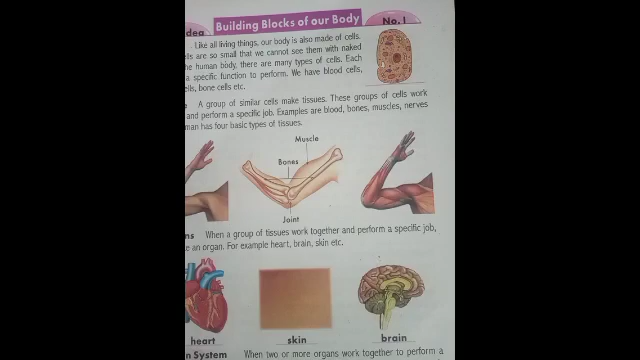 dea
Building Blocks of our Body
No. 1
Like all living things, our body is also made of cells.
ells are so small that we cannot see them with naked
he human body, there are many types of cells. Each
a specific function to perform. We have blood cells,
ells, bone cells etc.
A group of similar cells make tissues. These groups of cells work
and perform a specific job. Examples are blood, bones, muscles, nerves
man has four basic types of tissues.
Muscle
Bones
Joint
ns When a group of tissues work together and perform a specific job,
e an organ. For example heart, brain, skin etc.
heart
skin
brain
n System When two or more organs work together to perform a